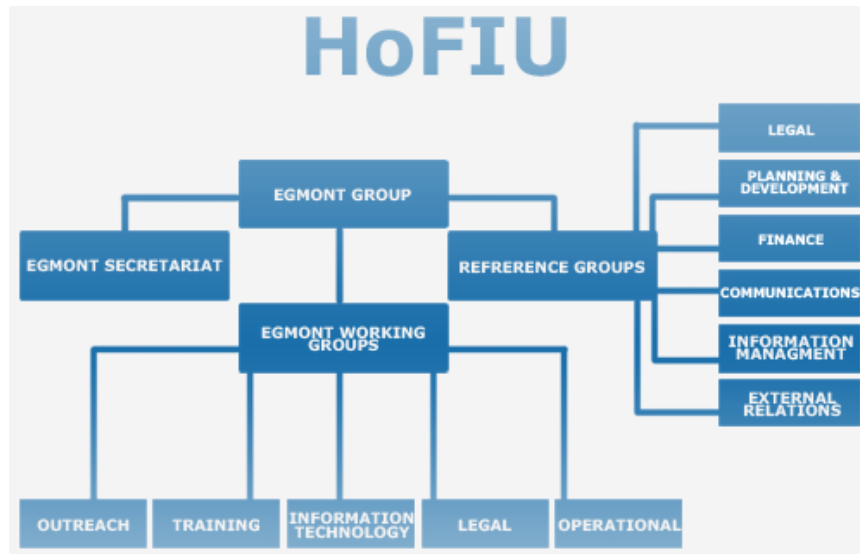 HoFIU
LEGAL
EGMONT GROUP
PLANNING &
DEVELOPMENT
EGMONT SECRETARIAT
REFRERENCE GROUPS
FINANCE
COMMUNICATIONS
EGMONT WORKING
GROUPS
INFORMATION
MANAGMENT
EXTERNAL
RELATIONS
OUTREACH
TRAINING
INFORMATION
TECHNOLOGY
LEGAL
OPERATIONAL